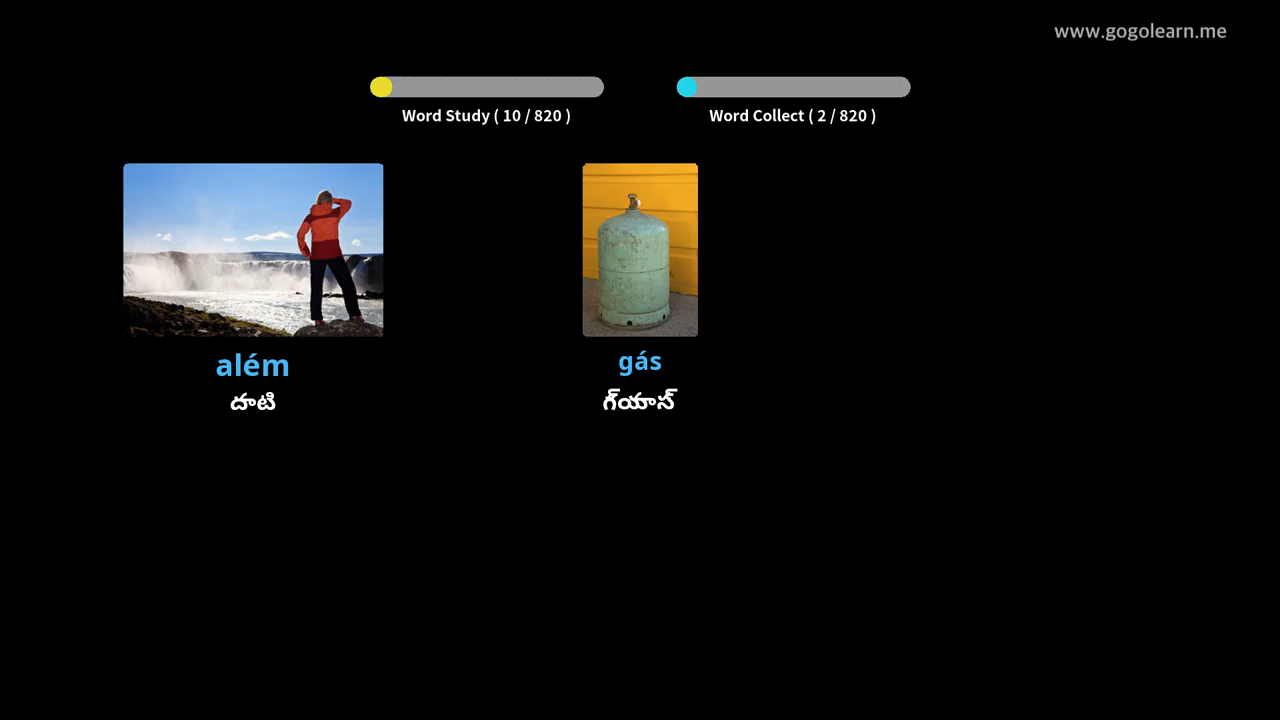 www.gogolearn.me
Word Study ( 10 / 820 )
Word Collect ( 2 / 820 )
além
దాటి
gás
గ్‌యాస్